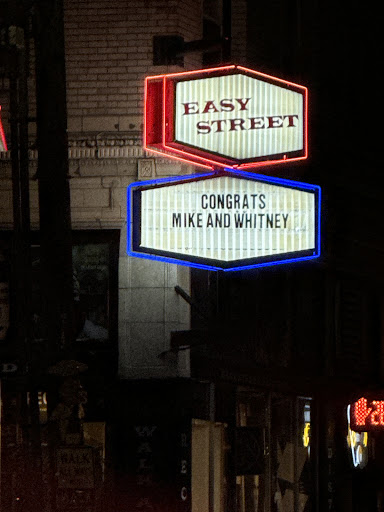 EASY
STREET
CONGRATS
MIKE AND WHITNEY